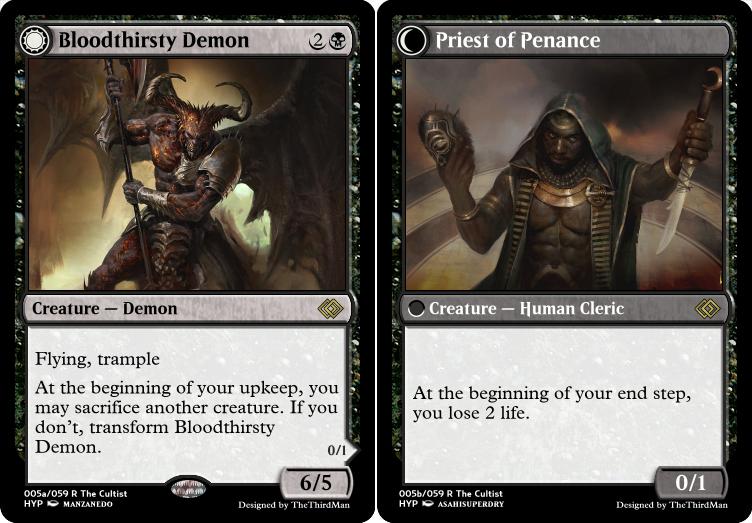 Bloodthirsty Demon 2
Creature — Demon
Flying, trample
At the beginning of your upkeep, you
may sacrifice another creature. If you
don't, transform Bloodthirsty
Demon.
0/1
6/5
005a/059 R The Cultist
HYP MANZANEDO
Designed by TheThirdMan
Priest of Penance
Creature — Human Cleric
At the beginning of your end step,
you lose 2 life.
0/1
005b/059 R The Cultist
HYP ASAHISUPERDRY
Designed by TheThirdMan